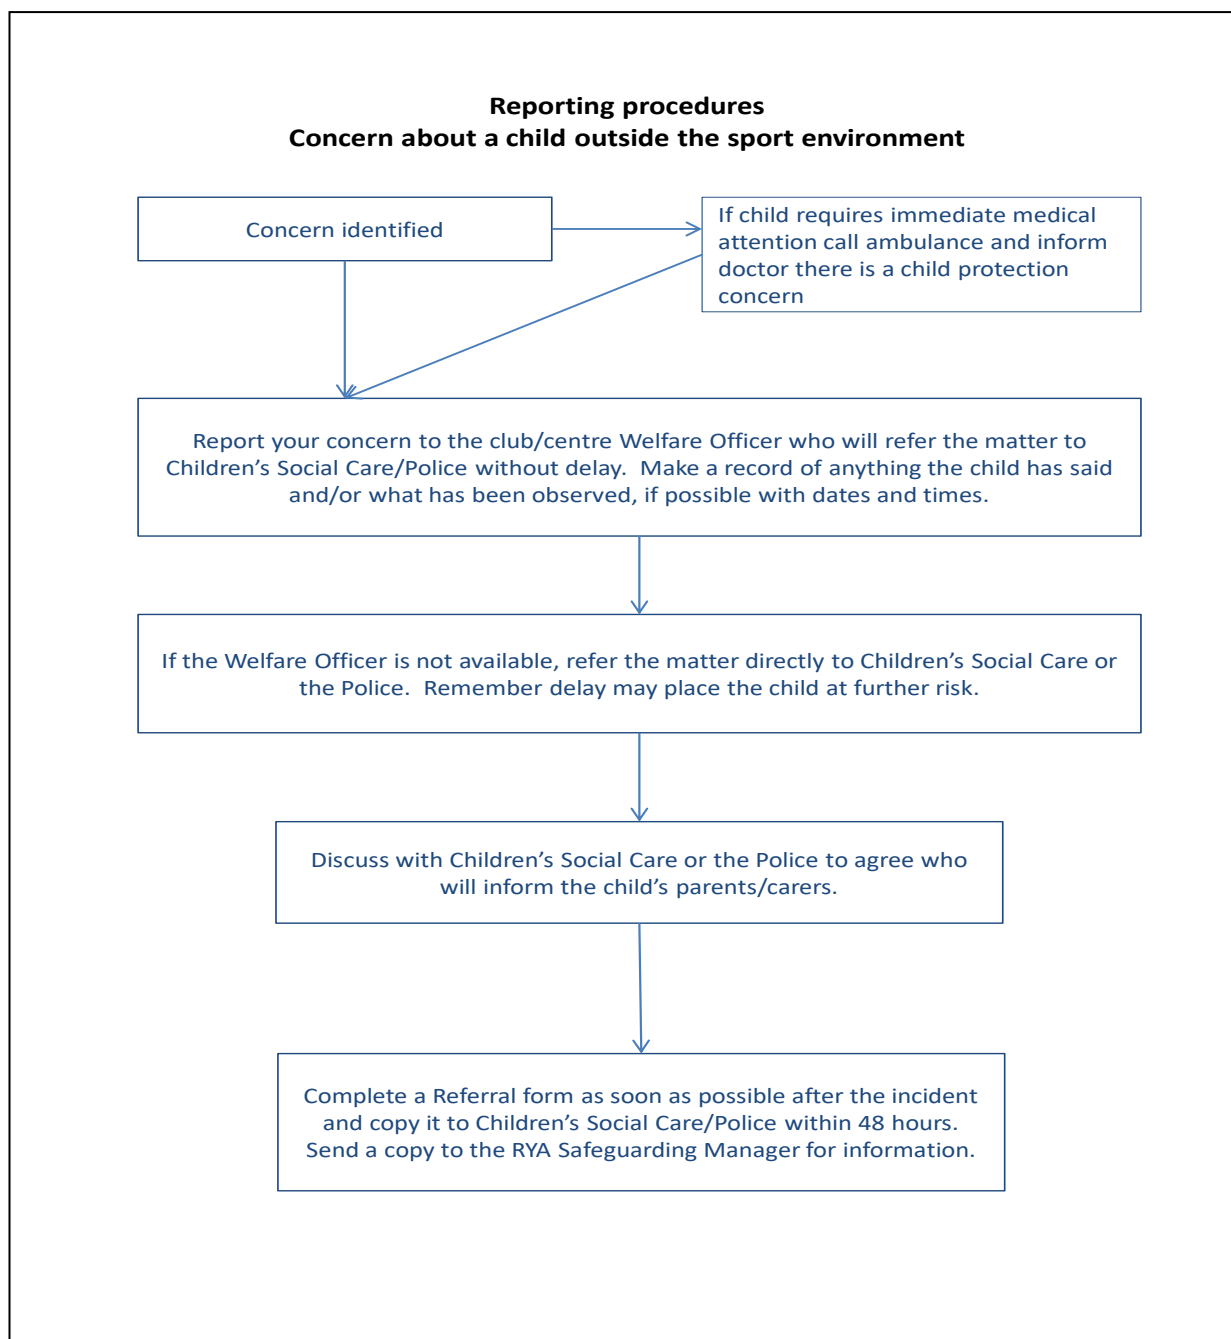 Reporting procedures
Concern about a child outside the sport environment
Concern identified
If child requires immediate medical
attention call ambulance and inform
doctor there is a child protection
concern
Report your concern to the club/centre Welfare Officer who will refer the matter to
Children’s Social Care/Police without delay.  Make a record of anything the child has said
and/or what has been observed, if possible with dates and times.
If the Welfare Officer is not available, refer the matter directly to Children’s Social Care or
the Police.  Remember delay may place the child at further risk.
Discuss with Children’s Social Care or the Police to agree who
will inform the child’s parents/carers.
Complete a Referral form as soon as possible after the incident
and copy it to Children’s Social Care/Police within 48 hours.
Send a copy to the RYA Safeguarding Manager for information.